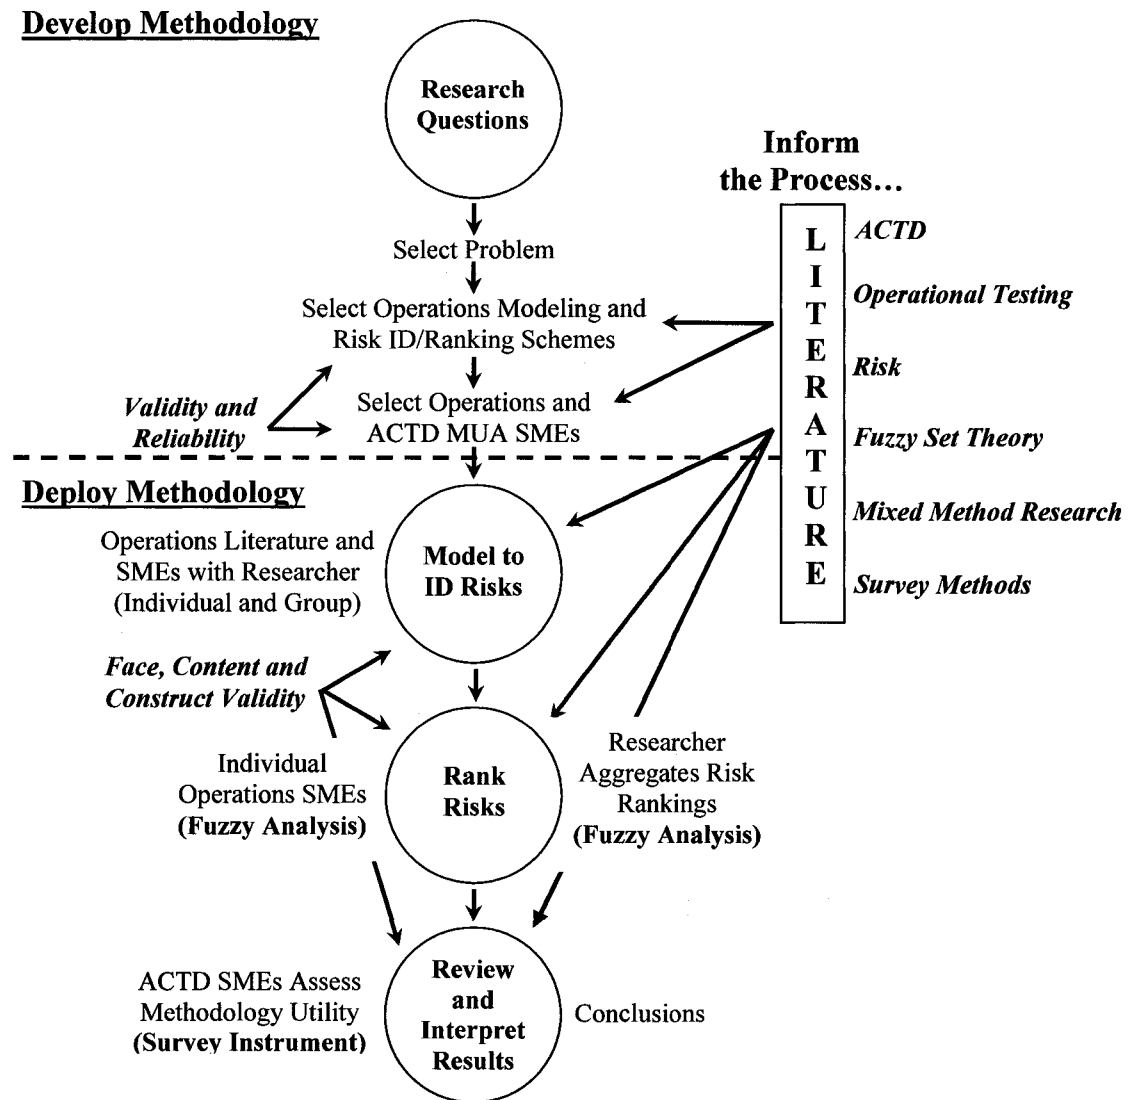 Develop Methodology
Research
Questions
Inform
the Process...
Select Problem
Select Operations Modeling and
Risk ID/Ranking Schemes
Validity and
Reliability
Select Operations and
ACTD MUA SMEs
LITERATURE
ACTD
Operational Testing
Risk
Fuzzy Set Theory
Mixed Method Research
Survey Methods
Deploy Methodology
Operations Literature and
SMEs with Researcher
(Individual and Group)
Model to
ID Risks
Face, Content and
Construct Validity
Individual
Operations SMEs
(Fuzzy Analysis)
Rank
Risks
Researcher
Aggregates Risk
Rankings
(Fuzzy Analysis)
ACTD SMEs Assess
Methodology Utility
(Survey Instrument)
Review
and
Interpret
Results
Conclusions